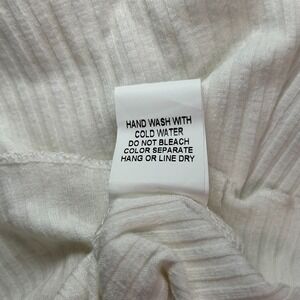 HAND WASH WITH
COLD WATER
DO NOT BLEACH
COLOR SEPARATE
HANG OR LINE DRY